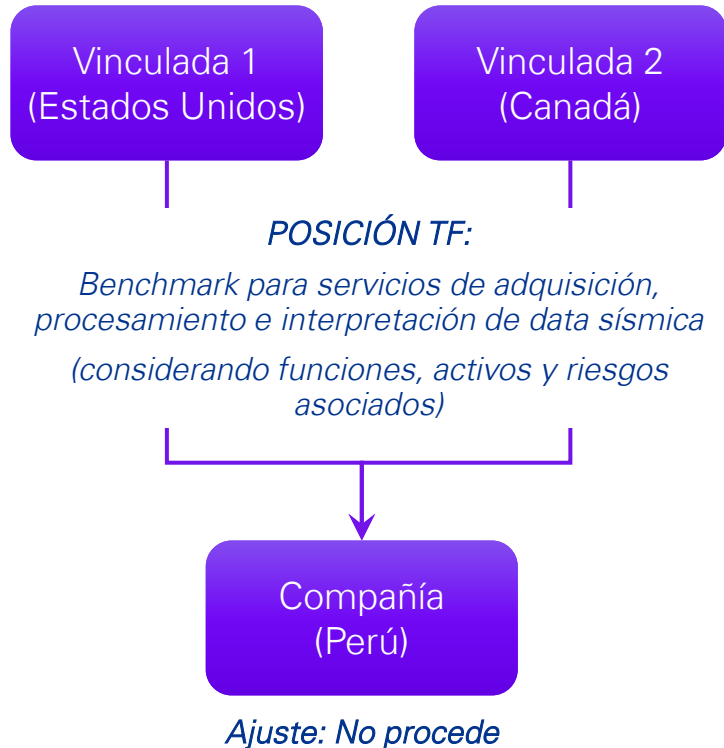 Vinculada 1
(Estados Unidos)
Vinculada 2
(Canadá)
POSICIÓN TF:
Benchmark para servicios de adquisición,
procesamiento e interpretación de data sísmica
(considerando funciones, activos y riesgos
asociados)
Compañía
(Perú)
Ajuste: No procede